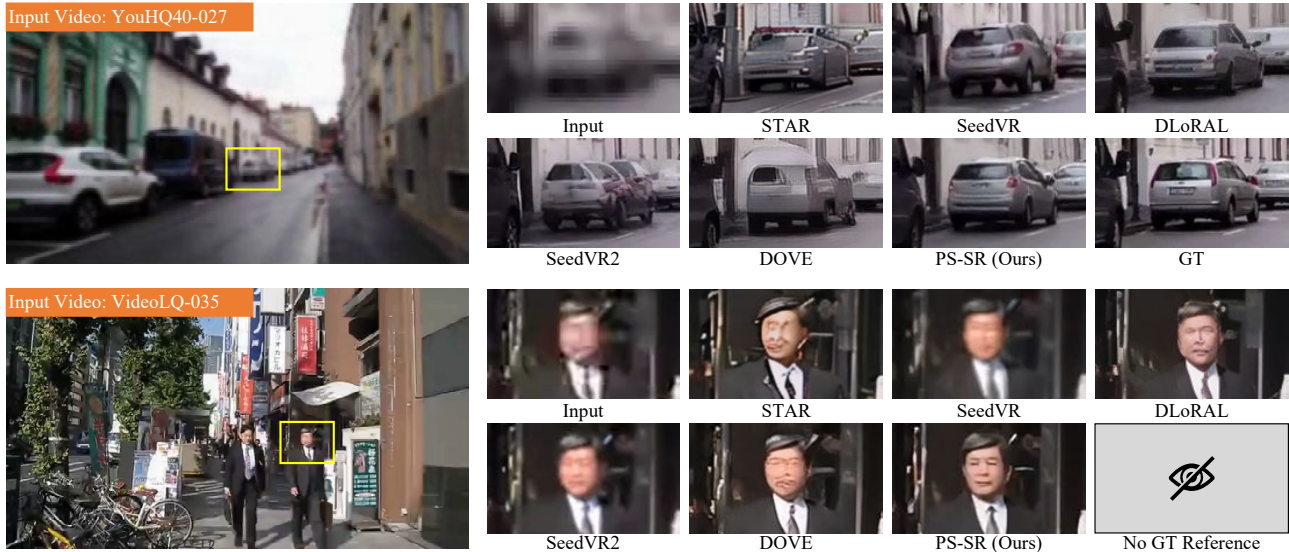 Input Video: YouHQ40-027
Input
STAR
SeedVR
DLoRAL
SeedVR2
DOVE
PS-SR (Ours)
GT
Input Video: VideoLQ-035
Input
STAR
SeedVR
DLoRAL
SeedVR2
DOVE
PS-SR (Ours)
No GT Reference